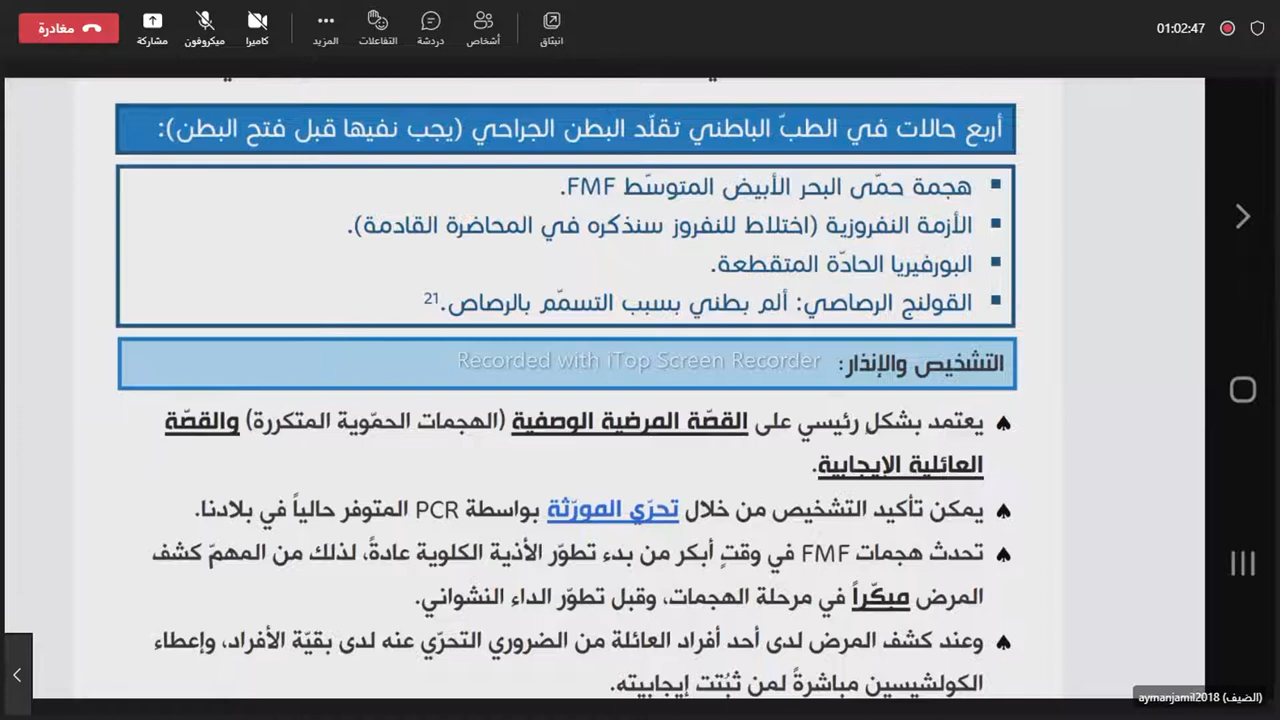 مغادرة
مشاركة
ميكروفون
كاميرا
المزيد
التفاعلات
دردشة
أشخاص
انبثاق
01:02:47
أربع حالات في الطبّ الباطني تقلّد البطن الجراحي (يجب نفيها قبل فتح البطن):
هجمة حمّى البحر الأبيض المتوسّط FMF.
الأزمة النفروزية (اختلاط للنفروز سنذكره في المحاضرة القادمة).
البورفيريا الحادّة المتقطعة.
القولنج الرصاصي: ألم بطني بسبب التسمّم بالرصاص.21
التشخيص والإنذار:
Recorded with iTop Screen Recorder
يعتمد بشكلٍ رئيسي على القصّة المرضية الوصفية (الهجمات الحمّوية المتكررة) والقصّة
العائلية الإيجابية.
يمكن تأكيد التشخيص من خلال تحرّي المورّثة بواسطة PCR المتوفر حالياً في بلادنا.
تحدث هجمات FMF في وقتٍ أبكر من بدء تطوّر الأذية الكلوية عادةً، لذلك من المهمّ كشف
المرض مبكّراً في مرحلة الهجمات، وقبل تطوّر الداء النشواني.
وعند كشف المرض لدى أحد أفراد العائلة من الضروري التحرّي عنه لدى بقيّة الأفراد، وإعطاء
الكولشيسين مباشرةً لمن ثبُتت إيجابيته.
aymanjamil2018 (الضيف)